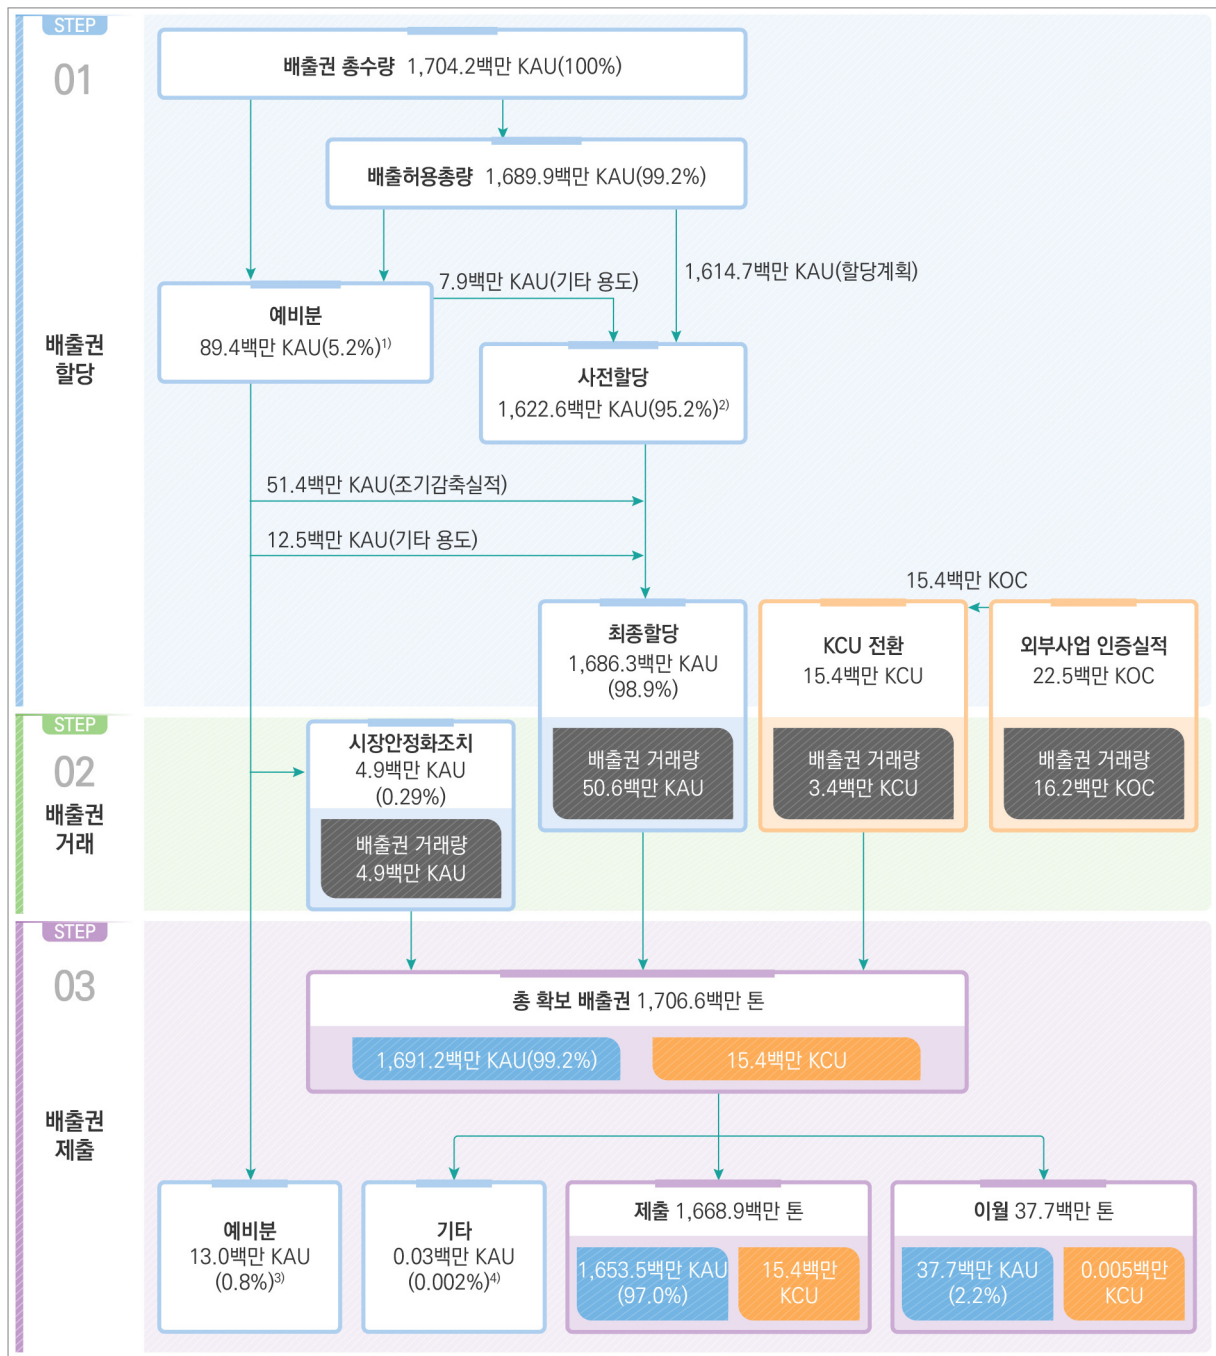 STEP
01
배출권
할당
배출권 총수량 1,704.2백만 KAU(100%)
배출허용총량 1,689.9백만 KAU(99.2%)
7.9백만 KAU(기타 용도)
1,614.7백만 KAU(할당계획)
예비분
89.4백만 KAU(5.2%)1)
사전할당
1,622.6백만 KAU(95.2%)2)
51.4백만 KAU(조기감축실적)
12.5백만 KAU(기타 용도)
15.4백만 KOC
최종할당
1,686.3백만 KAU
(98.9%)
배출권 거래량
50.6백만 KAU
KCU 전환
15.4백만 KCU
배출권 거래량
3.4백만 KCU
외부사업 인증실적
22.5백만 KOC
배출권 거래량
16.2백만 KOC
STEP
02
배출권
거래
시장안정화조치
4.9백만 KAU
(0.29%)
배출권 거래량
4.9백만 KAU
STEP
03
배출권
제출
총 확보 배출권 1,706.6백만 톤
1,691.2백만 KAU(99.2%)
15.4백만 KCU
예비분
13.0백만 KAU
(0.8%)3)
기타
0.03백만 KAU
(0.002%)4)
제출 1,668.9백만 톤
1,653.5백만 KAU
(97.0%)
15.4백만
KCU
이월 37.7백만 톤
37.7백만 KAU
(2.2%)
0.005백만
KCU